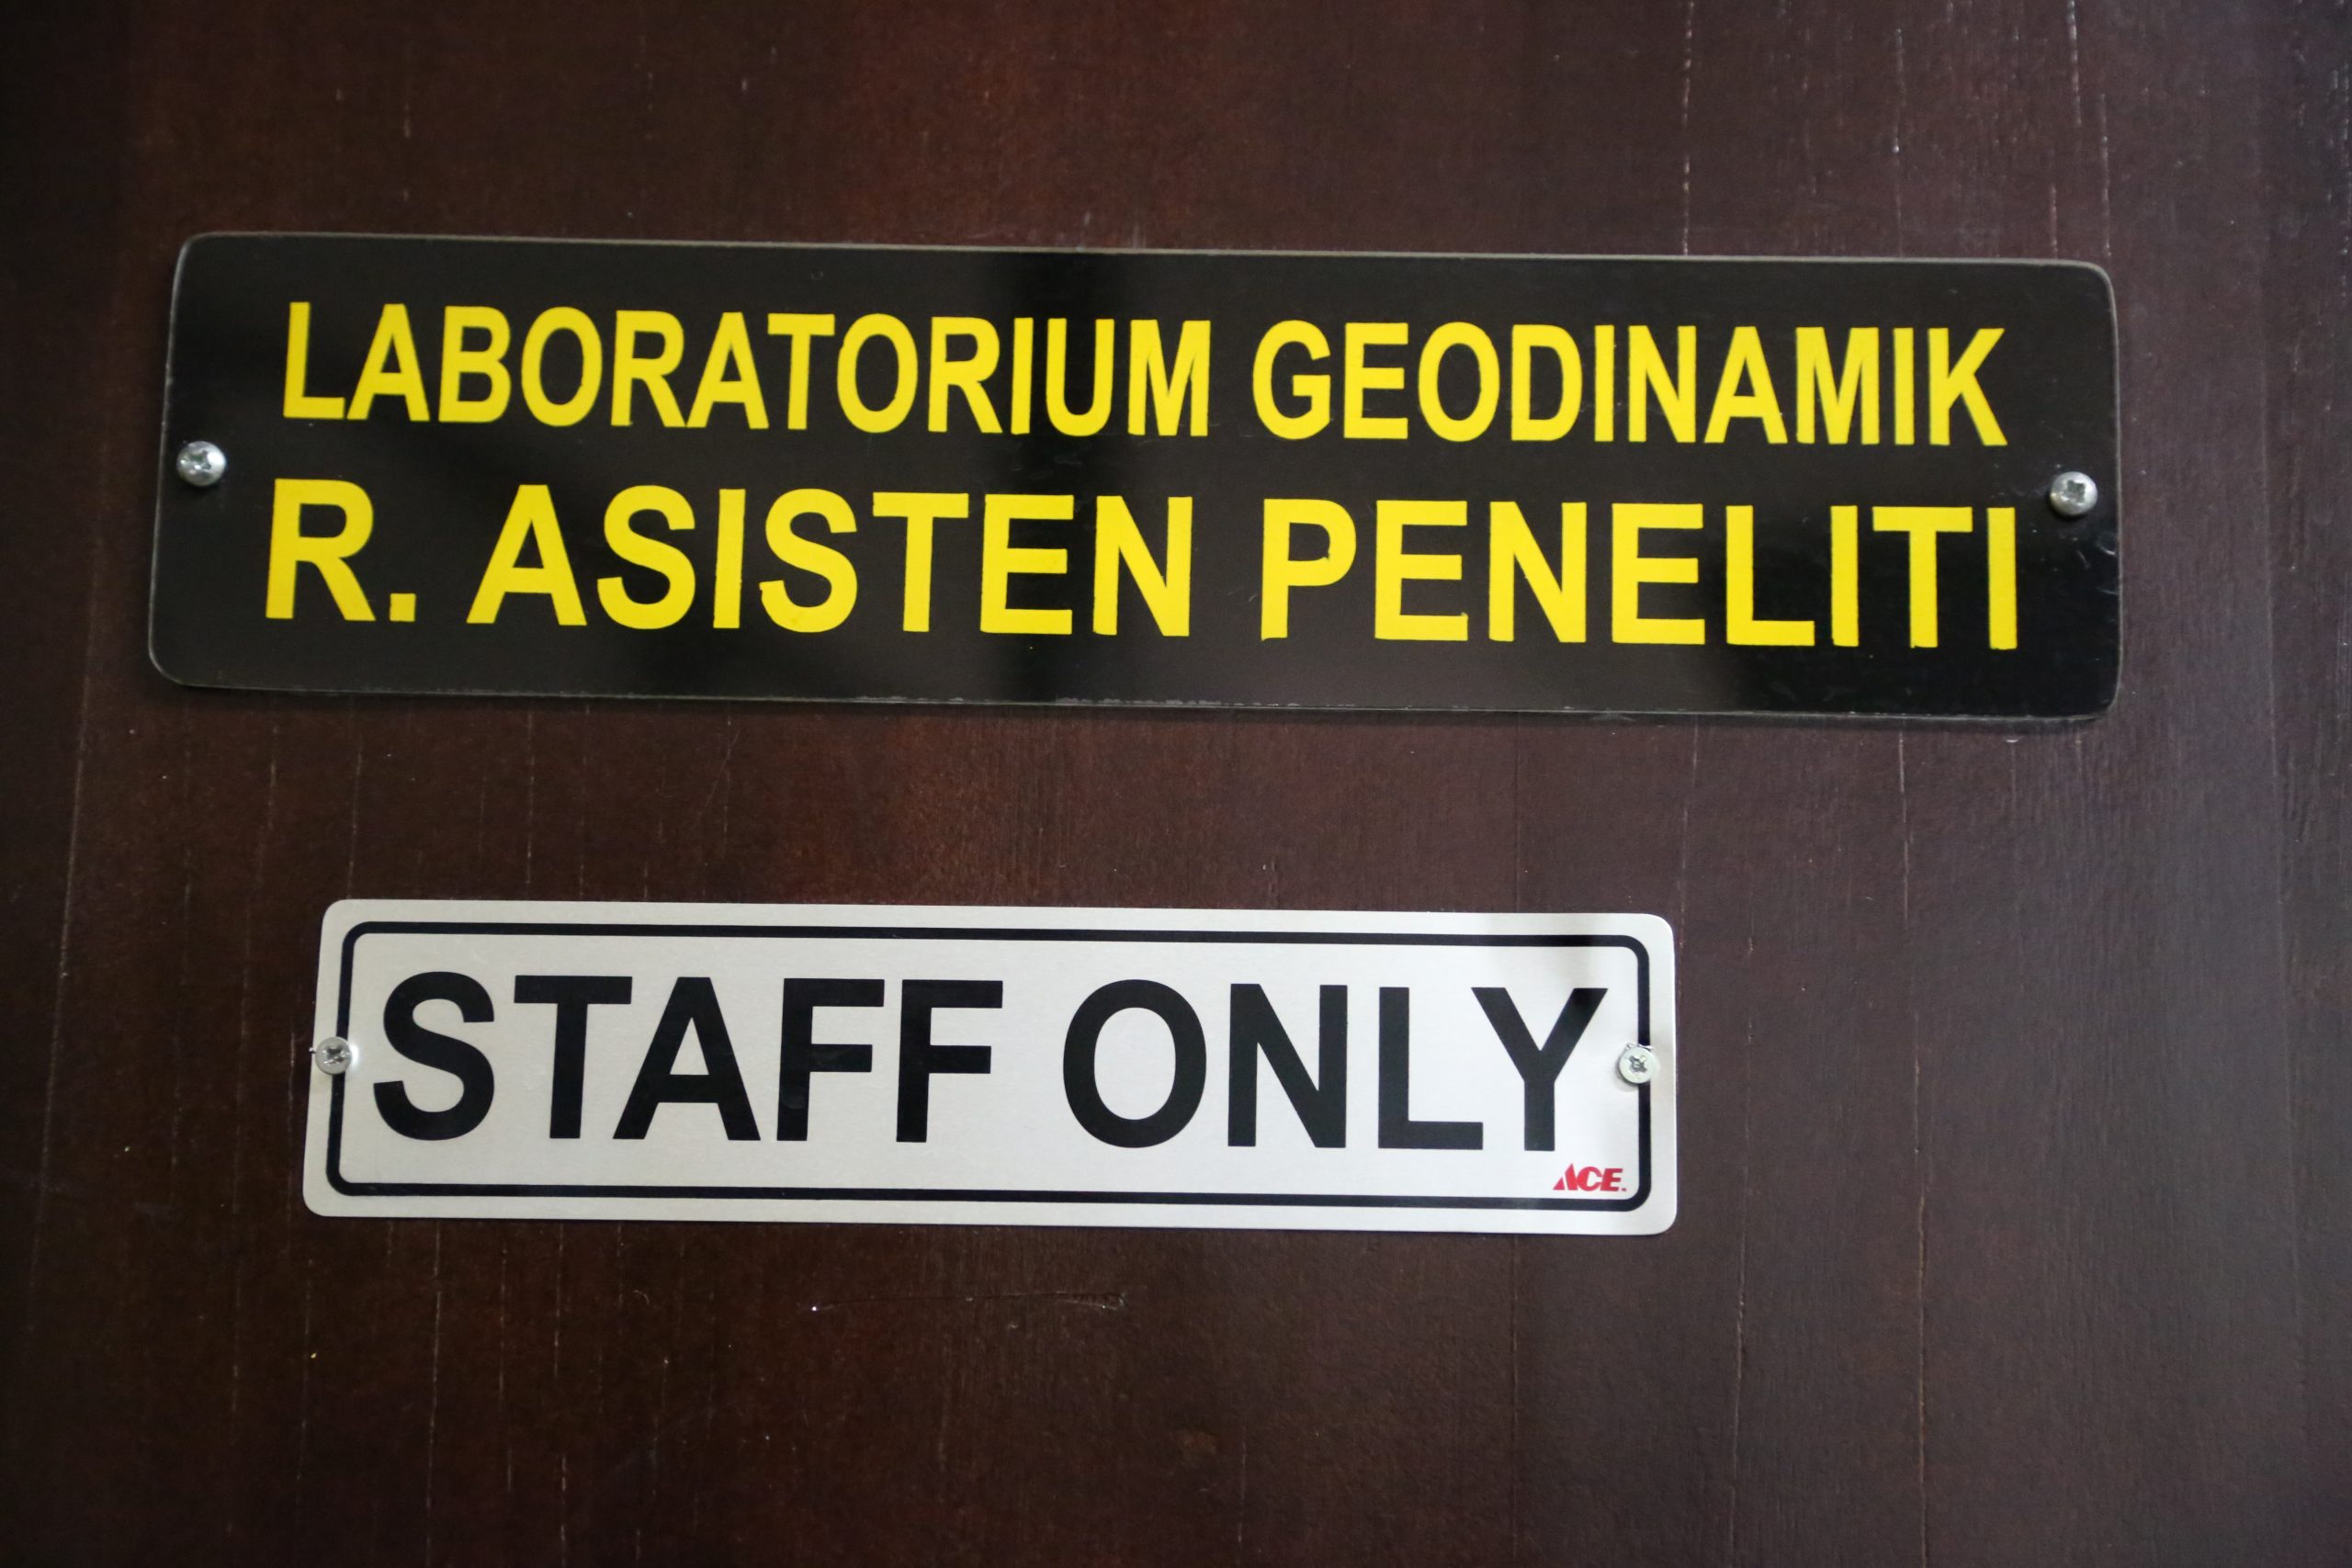 LABORATORIUM GEODINAMIK
R. ASISTEN PENELITI
STAFF ONLY
ACE.